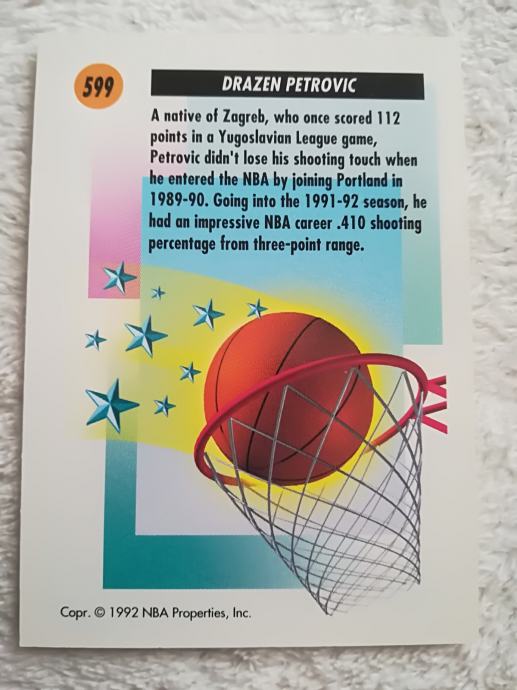 599
DRAZEN PETROVIC
A native of Zagreb, who once scored 112
points in a Yugoslavian League game,
Petrovic didn't lose his shooting touch when
he entered the NBA by joining Portland in
1989-90. Going into the 1991-92 season, he
had an impressive NBA career .410 shooting
percentage from three-point range.
Copr. © 1992 NBA Properties, Inc.